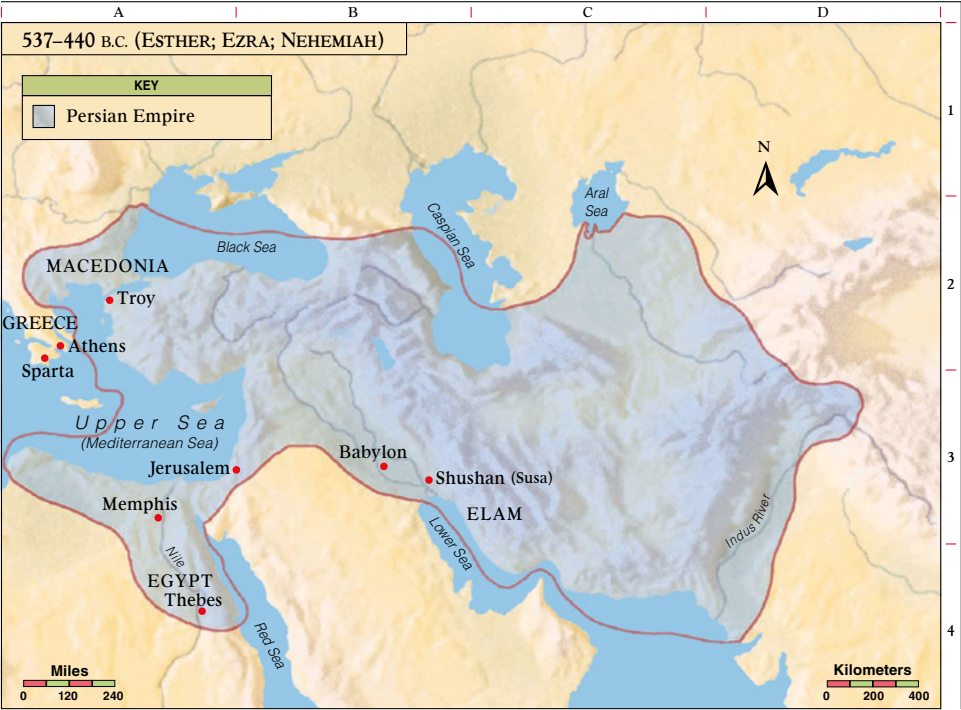 A B C D
537–440 B.C. (ESTHER; EZRA; NEHEMIAH)
KEY
Persian Empire
1
N
Aral
Sea
Caspian Sea
Black Sea
MACEDONIA
2
Troy
GREECE
Athens
Sparta
Upper Sea
(Mediterranean Sea)
Babylon
3
Jerusalem
Shushan (Susa)
Memphis
ELAM
Indus River
Lower Sea
Nile
EGYPT
Thebes
4
Red Sea
Miles
0 120 240
Kilometers
0 200 400